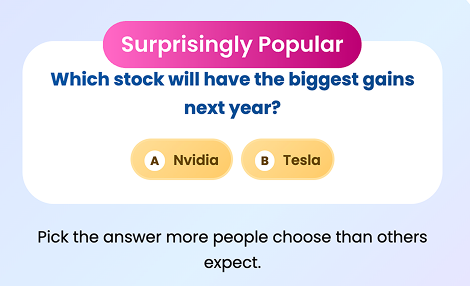 Surprisingly Popular
Which stock will have the biggest gains
next year?
A Nvidia B Tesla
Pick the answer more people choose than others
expect.